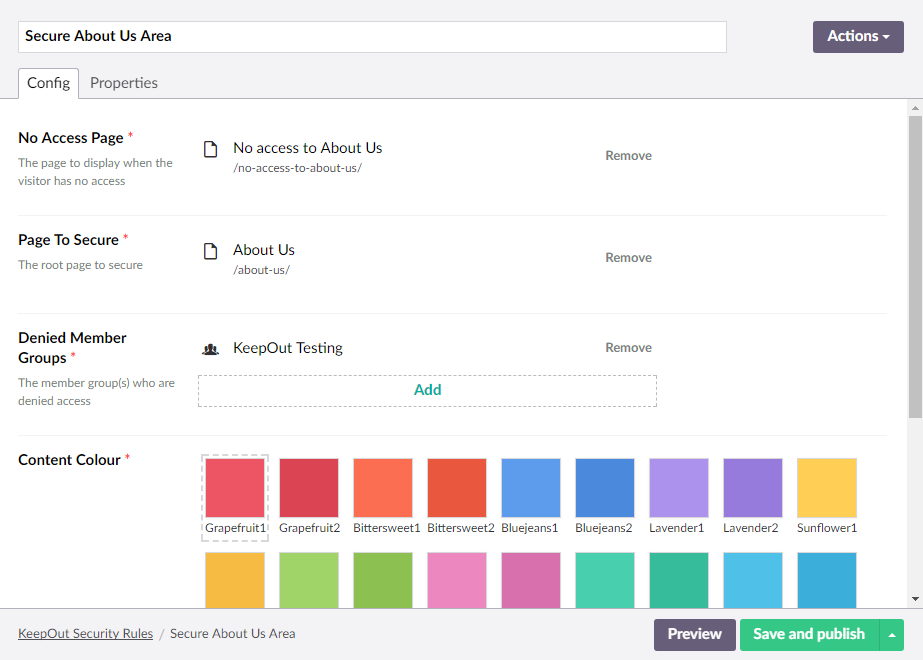 Secure About Us Area
Actions
Config Properties
No Access Page *
The page to display when the
visitor has no access
No access to About Us
/no-access-to-about-us/
Remove
Page To Secure *
The root page to secure
About Us
/about-us/
Remove
Denied Member
Groups *
The member group(s) who are
denied access
KeepOut Testing
Remove
Add
Content Colour *
Grapefruit1 Grapefruit2 Bittersweet1 Bittersweet2 Bluejeans1 Bluejeans2 Lavender1 Lavender2 Sunflower1
KeepOut Security Rules / Secure About Us Area
Preview
Save and publish